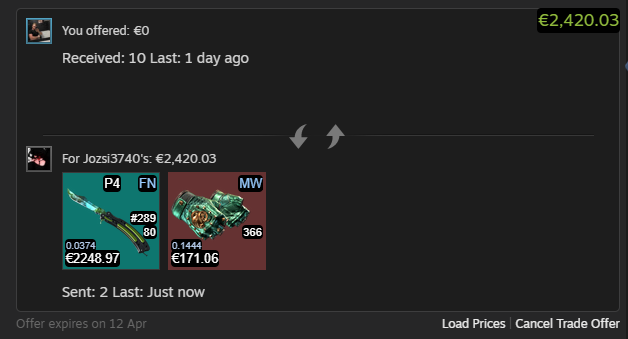 €2,420.03
You offered: €0
Received: 10 Last: 1 day ago
For Jozsi3740's: €2,420.03
P4 FN
#289
80
0.0374
€2248.97
MW
366
0.1444
€171.06
Sent: 2 Last: Just now
Offer expires on 12 Apr
Load Prices | Cancel Trade Offer